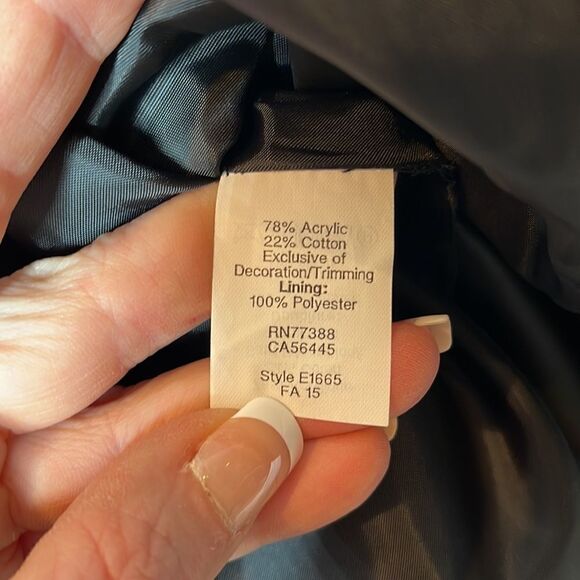 78% Acrylic
22% Cotton
Exclusive of
Decoration/Trimming
Lining:
100% Polyester
RN77388
CA56445
Style E1665
FA 15